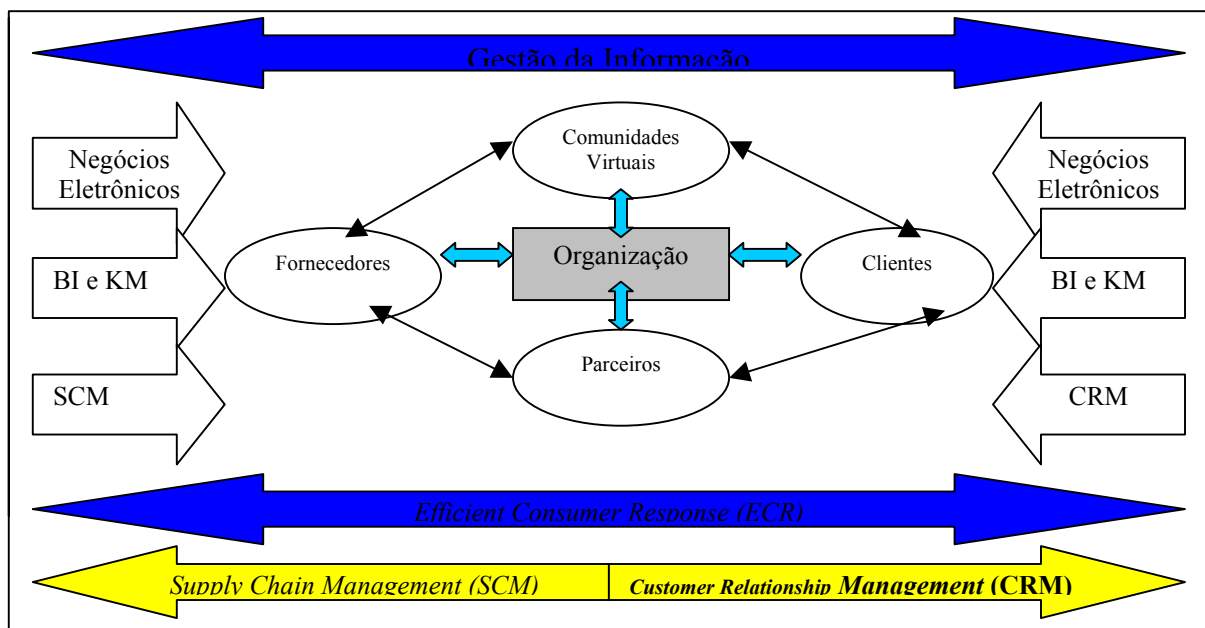 Gestão da Informação
Comunidades
Virtuais
Negócios
Eletrônicos
Negócios
Eletrônicos
Fornecedores
Organização
Clientes
BI e KM
BI e KM
Parceiros
SCM
CRM
Efficient Consumer Response (ECR)
Supply Chain Management (SCM)
Customer Relationship Management (CRM)